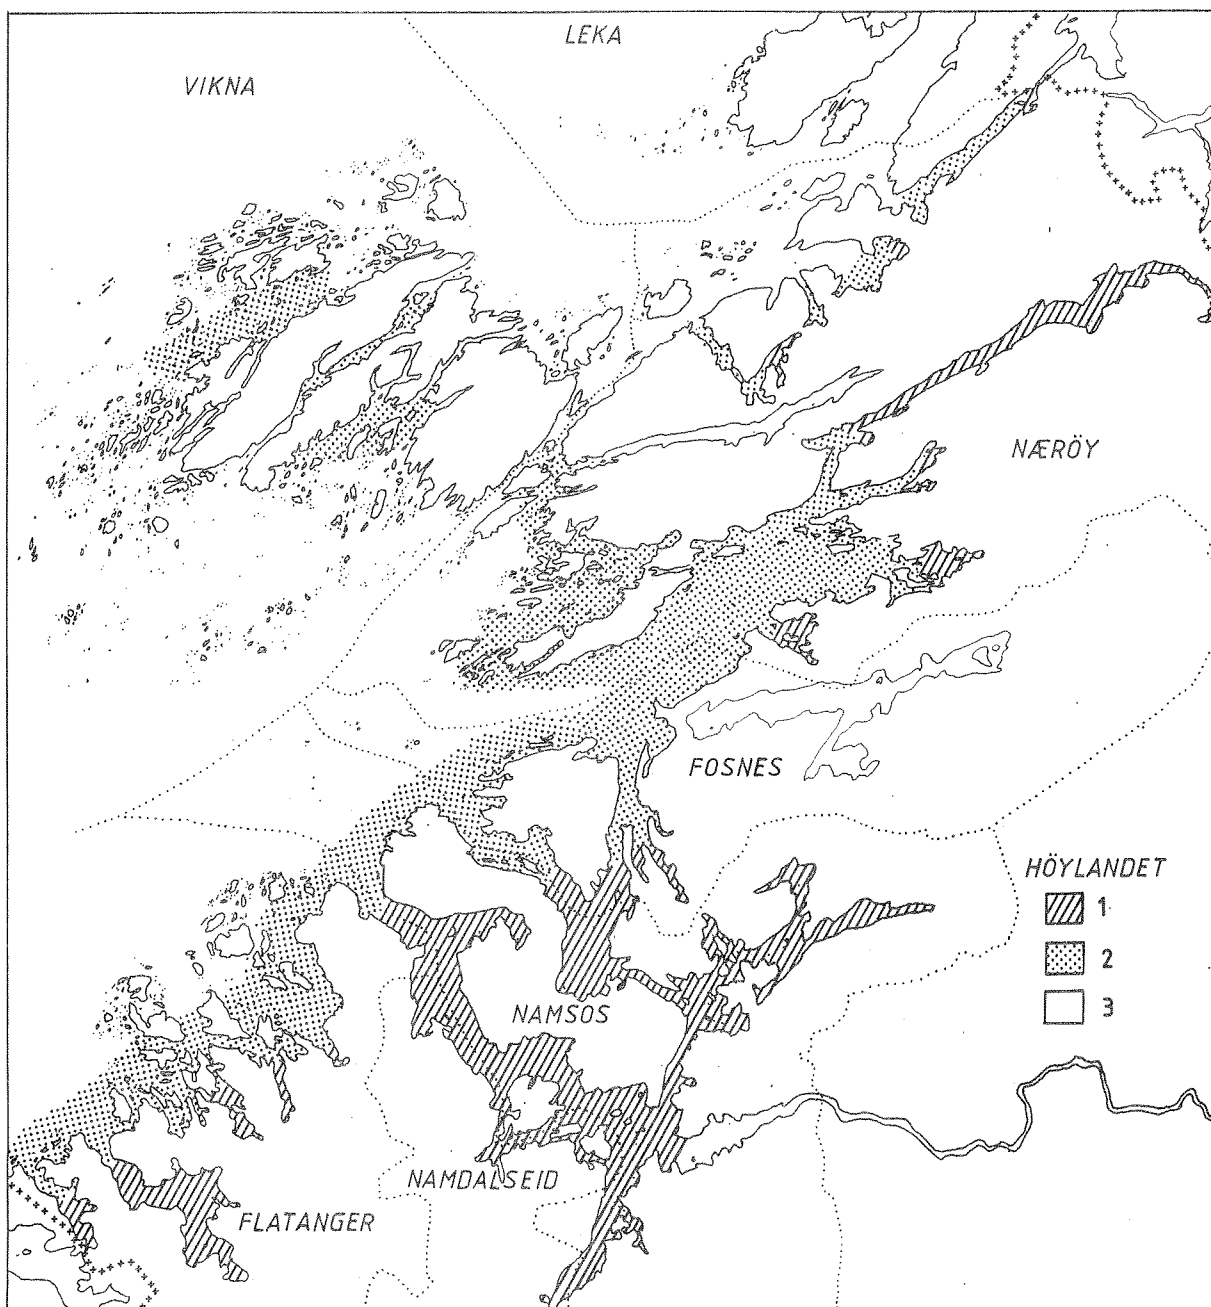 LEKA
VIKNA
NÆRÖY
FOSNES
HÖYLANDET
1
2
3
NAMSOS
NAMDALSEID
FLATANGER